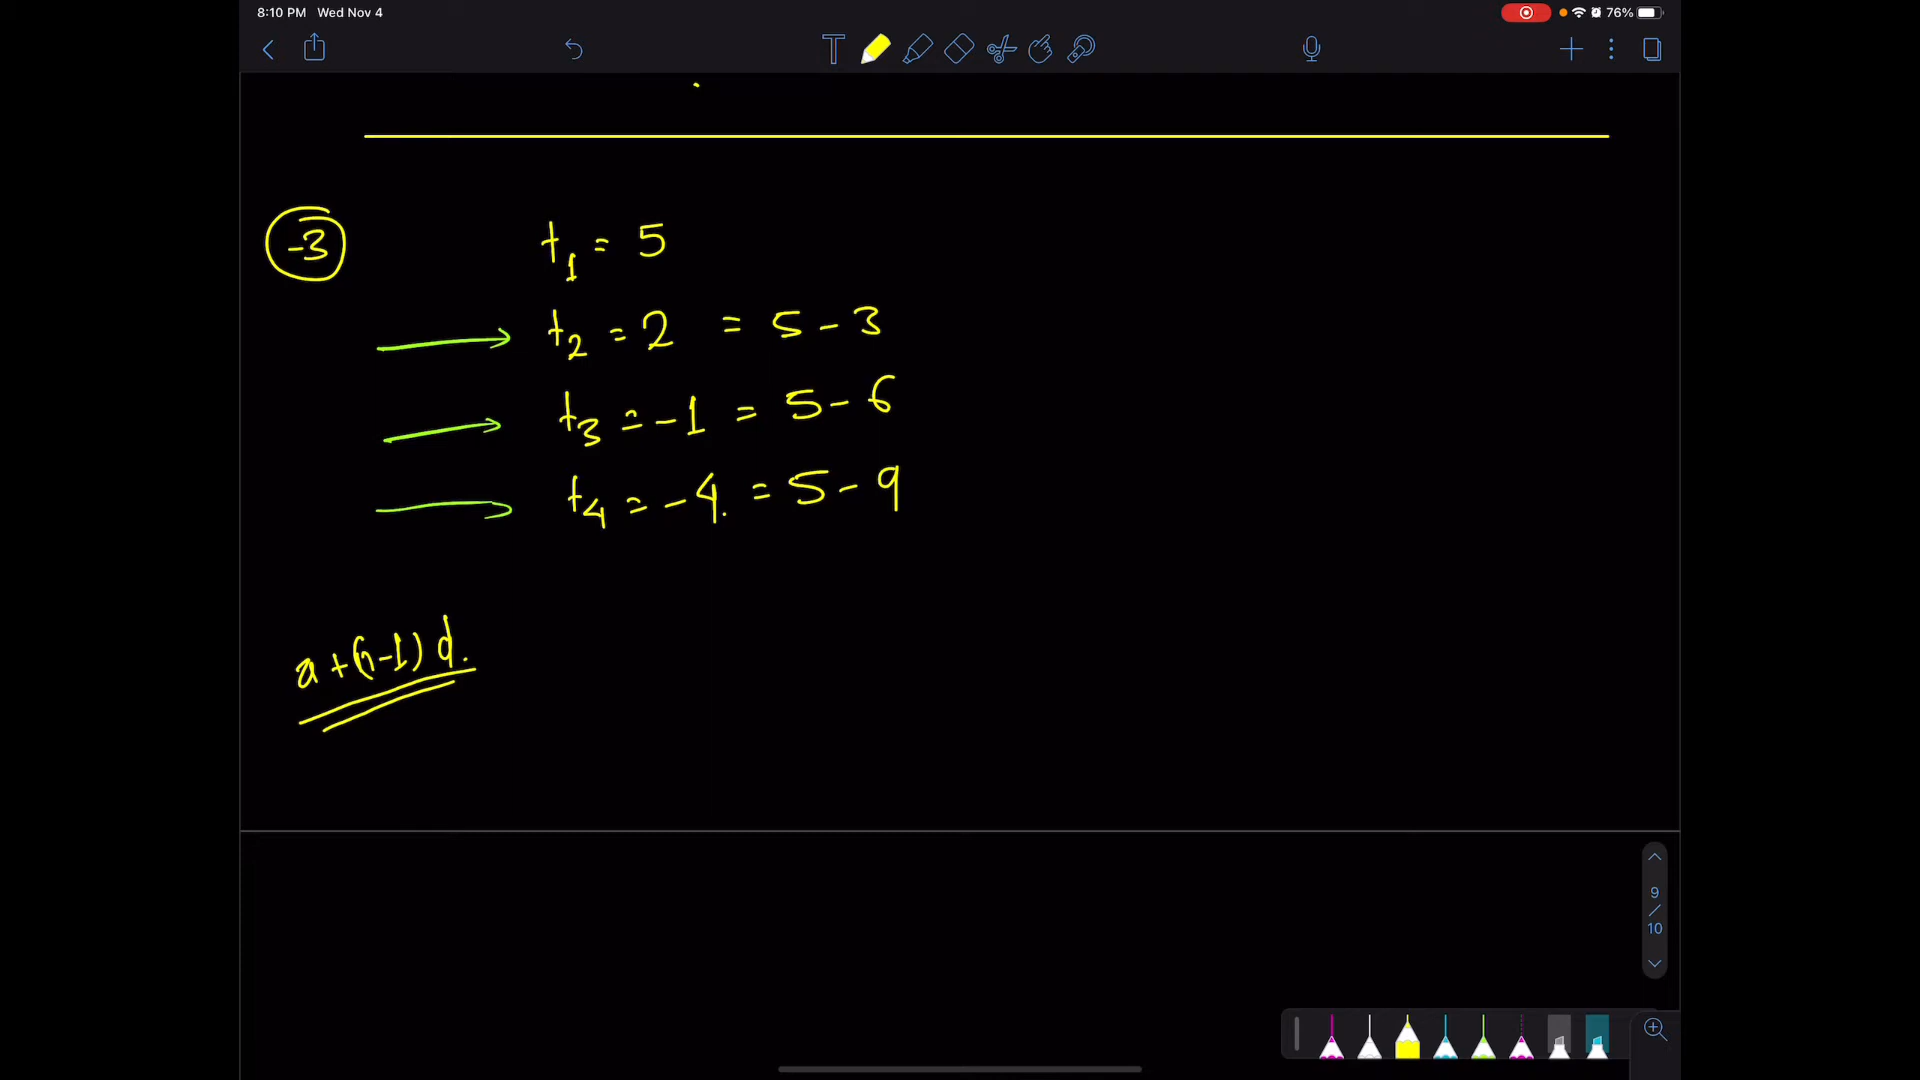 8:10 PM Wed Nov 4 76%
-3
t₁ = 5
t₂ = 2 = 5 - 3
t₃ = -1 = 5 - 6
t₄ = -4. = 5 - 9
a + (n-1) d.
9
/
10